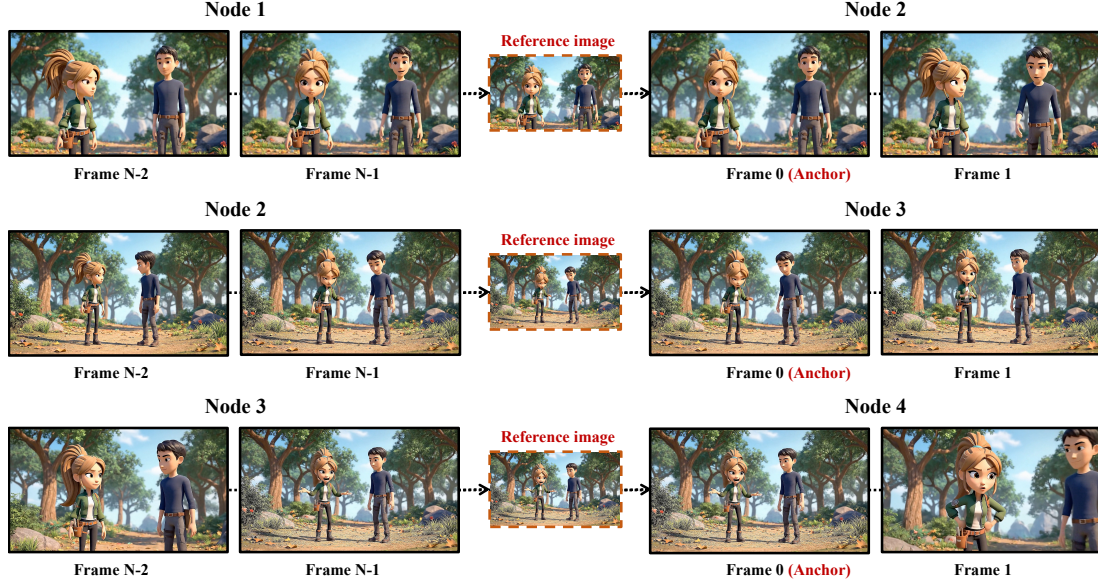 Node 1
Node 2
Reference image
Frame N-2
Frame N-1
Frame 0 (Anchor)
Frame 1
Node 2
Node 3
Reference image
Frame N-2
Frame N-1
Frame 0 (Anchor)
Frame 1
Node 3
Node 4
Reference image
Frame N-2
Frame N-1
Frame 0 (Anchor)
Frame 1